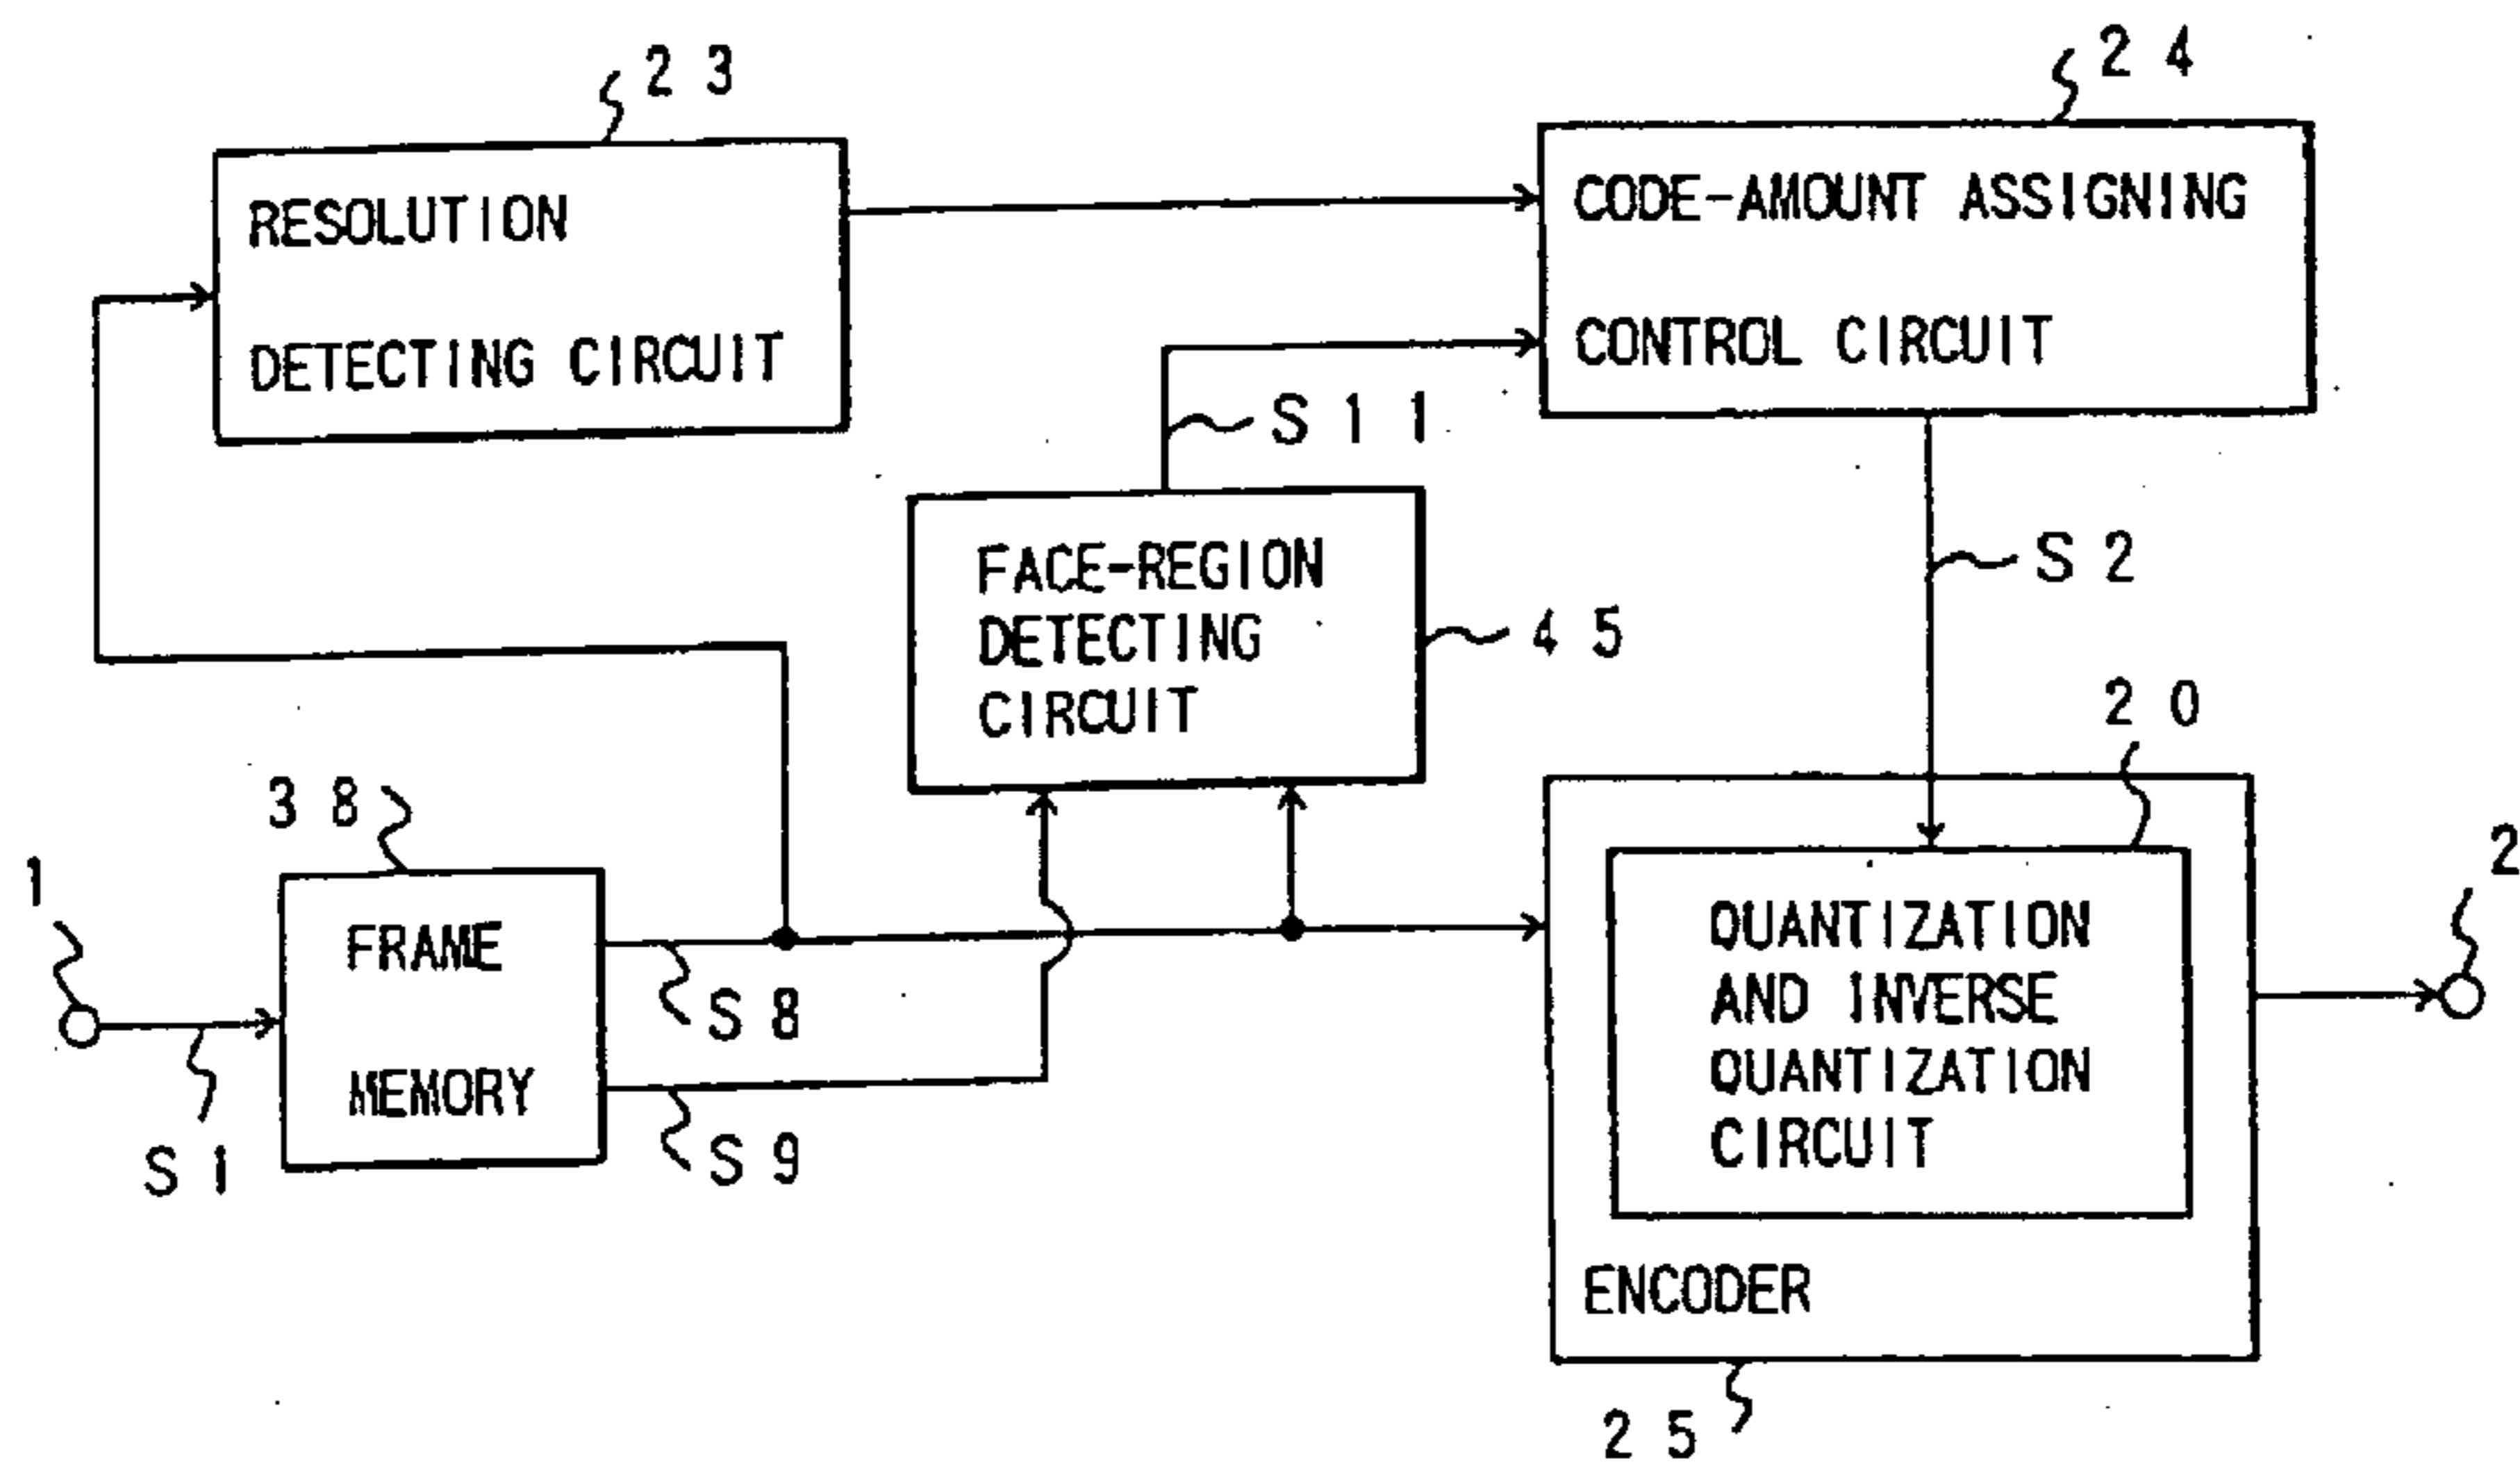 23
24
RESOLUTION
DETECTING CIRCUIT
CODE-AMOUNT ASSIGNING
CONTROL CIRCUIT
S11
S2
FACE-REGION
DETECTING
CIRCUIT
45
20
38
1
2
FRAME
MEMORY
S8
S9
S1
QUANTIZATION
AND INVERSE
QUANTIZATION
CIRCUIT
ENCODER
25